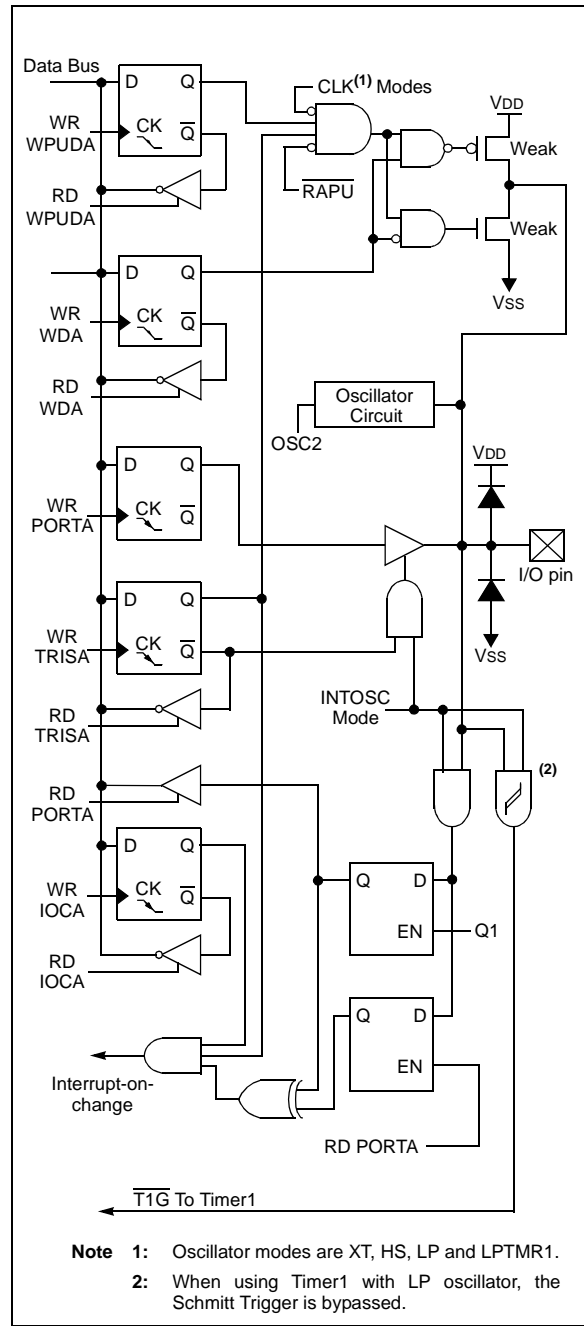 Data Bus
D Q
WR
WPUDA
CK Q
RD
WPUDA
CLK(1) Modes
RAPU
VDD
Weak
Weak
VSS
D Q
WR
WDA
CK Q
RD
WDA
Oscillator
Circuit
OSC2
D Q
WR
PORTA
CK Q
VDD
I/O pin
VSS
D Q
WR
TRISA
CK Q
RD
TRISA
INTOSC
Mode
(2)
RD
PORTA
D Q
WR
IOCA
CK Q
RD
IOCA
Q D
EN
Q1
Q D
EN
RD PORTA
Interrupt-on-
change
T1G To Timer1
Note 1: Oscillator modes are XT, HS, LP and LPTMR1.
2: When using Timer1 with LP oscillator, the
Schmitt Trigger is bypassed.